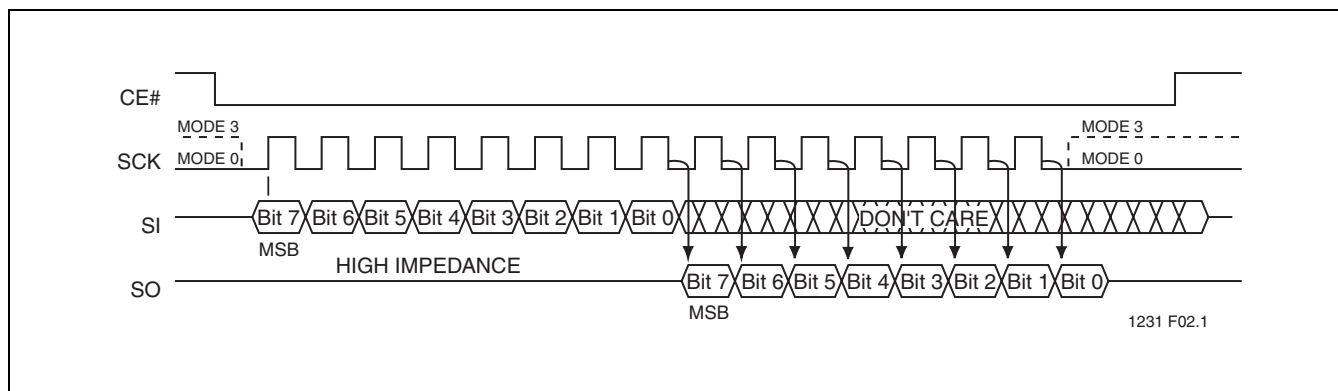 CE#
MODE 3 MODE 3
SCK MODE 0 MODE 0
SI Bit 7 Bit 6 Bit 5 Bit 4 Bit 3 Bit 2 Bit 1 Bit 0 DON'T CARE
MSB
HIGH IMPEDANCE
SO Bit 7 Bit 6 Bit 5 Bit 4 Bit 3 Bit 2 Bit 1 Bit 0
MSB
1231 F02.1